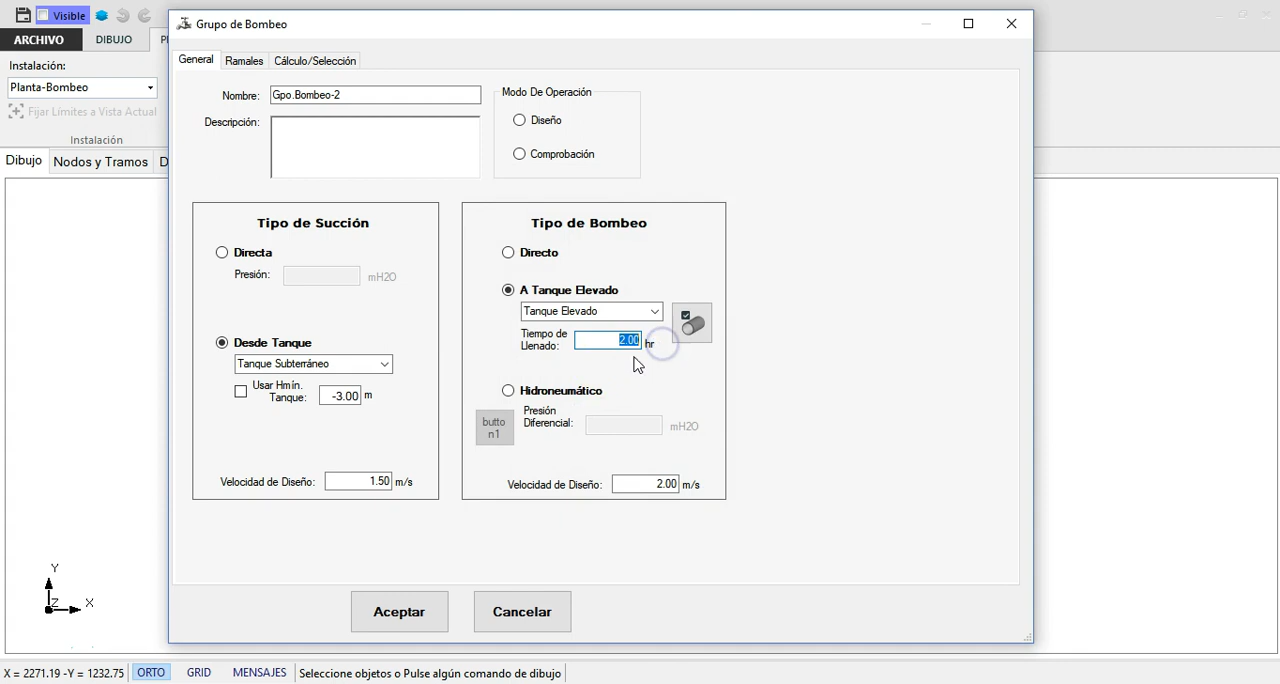 Visible
Grupo de Bombeo
ARCHIVO
DIBUJO
Instalación:
Planta-Bombeo
Fijar Límites a Vista Actual
Instalación
Dibujo
Nodos y Tramos
General
Ramales
Cálculo/Selección
Nombre:
Gpo.Bombeo-2
Descripción:
Modo De Operación
Diseño
Comprobación
Tipo de Succión
Directa
Presión:
mH2O
Desde Tanque
Tanque Subterráneo
Usar Hmín.
Tanque:
-3.00 m
Velocidad de Diseño:
1.50 m/s
Tipo de Bombeo
Directo
A Tanque Elevado
Tanque Elevado
Tiempo de
Llenado:
2.00 hr
Hidroneumático
butto
n1
Presión
Diferencial:
mH2O
Velocidad de Diseño:
2.00 m/s
Aceptar
Cancelar
Y
Z
X
X = 2271.19 -Y = 1232.75
ORTO
GRID
MENSAJES
Seleccione objetos o Pulse algún comando de dibujo